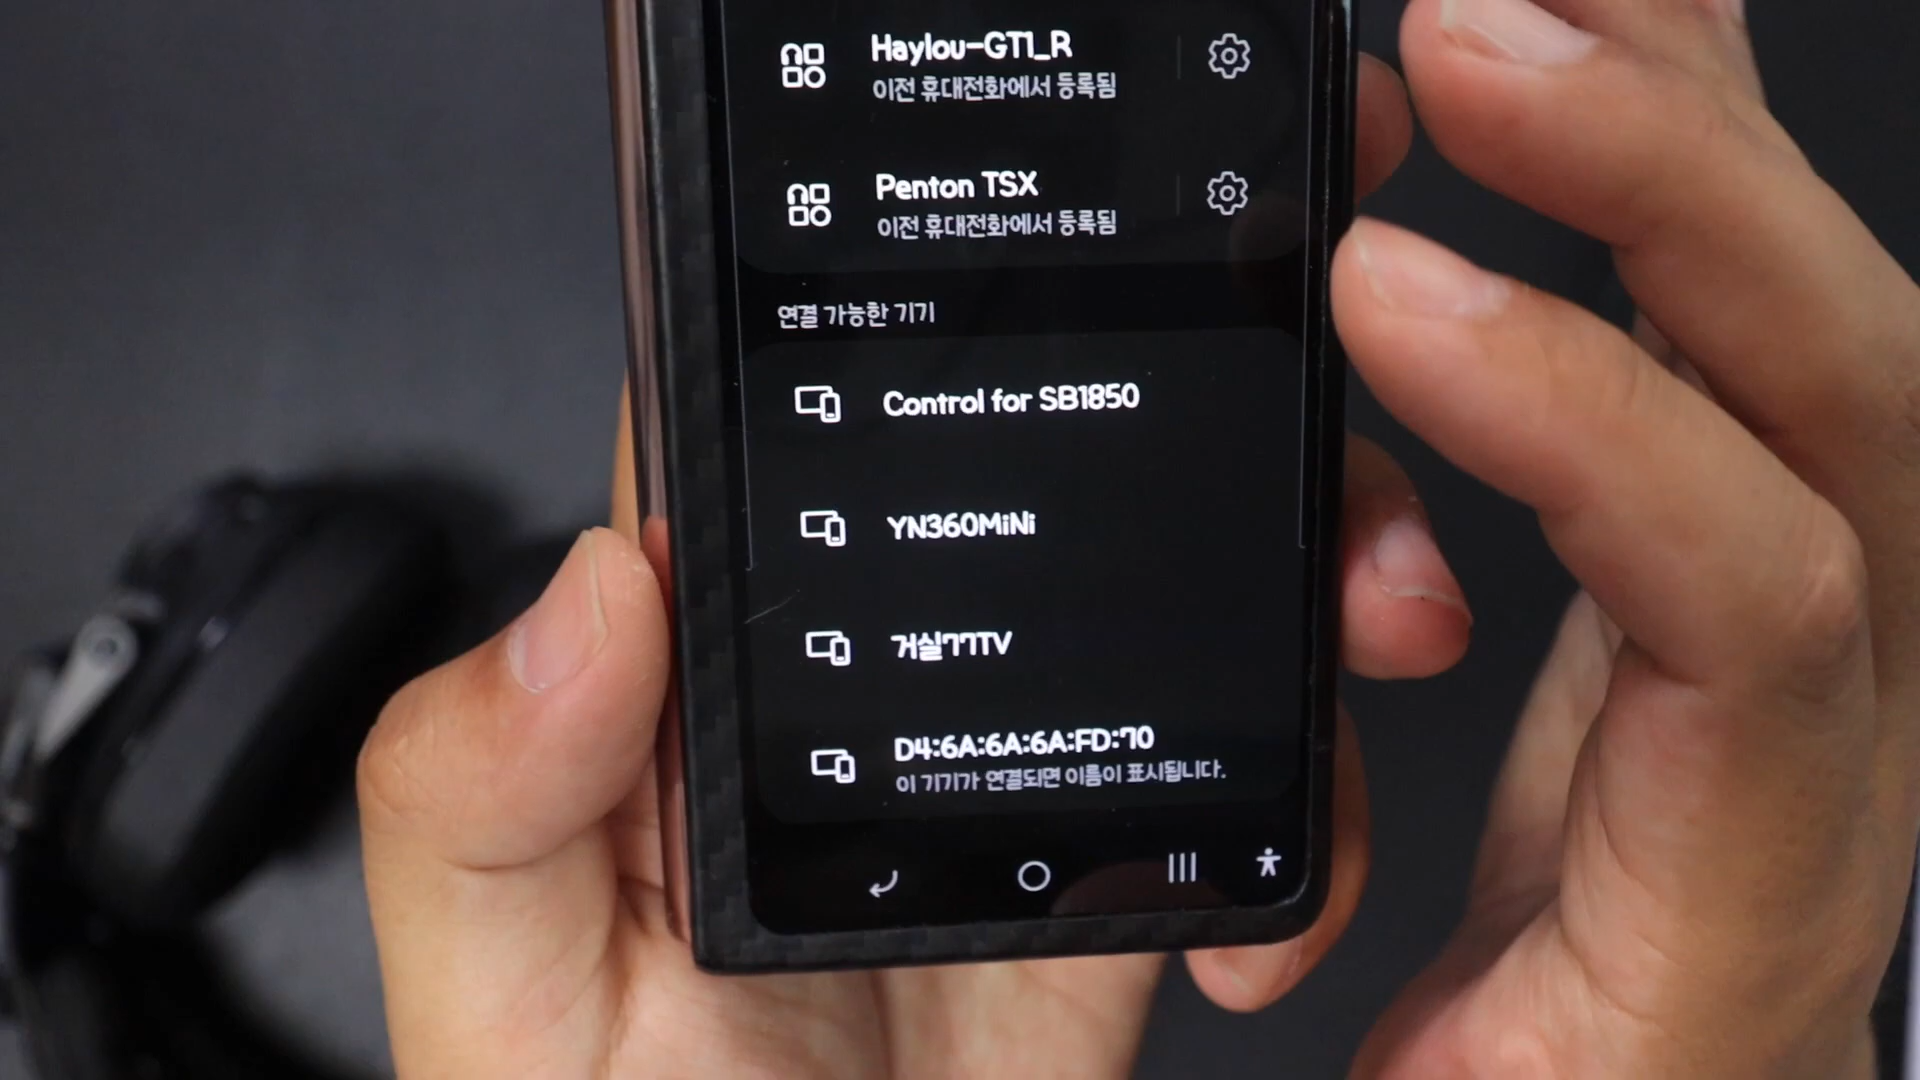 Haylou-GT1_R
이전 휴대전화에서 등록됨
Penton TSX
이전 휴대전화에서 등록됨
연결 가능한 기기
Control for SB1850
YN360MiNi
거실77TV
D4:6A:6A:6A:FD:70
이 기기가 연결되면 이름이 표시됩니다.